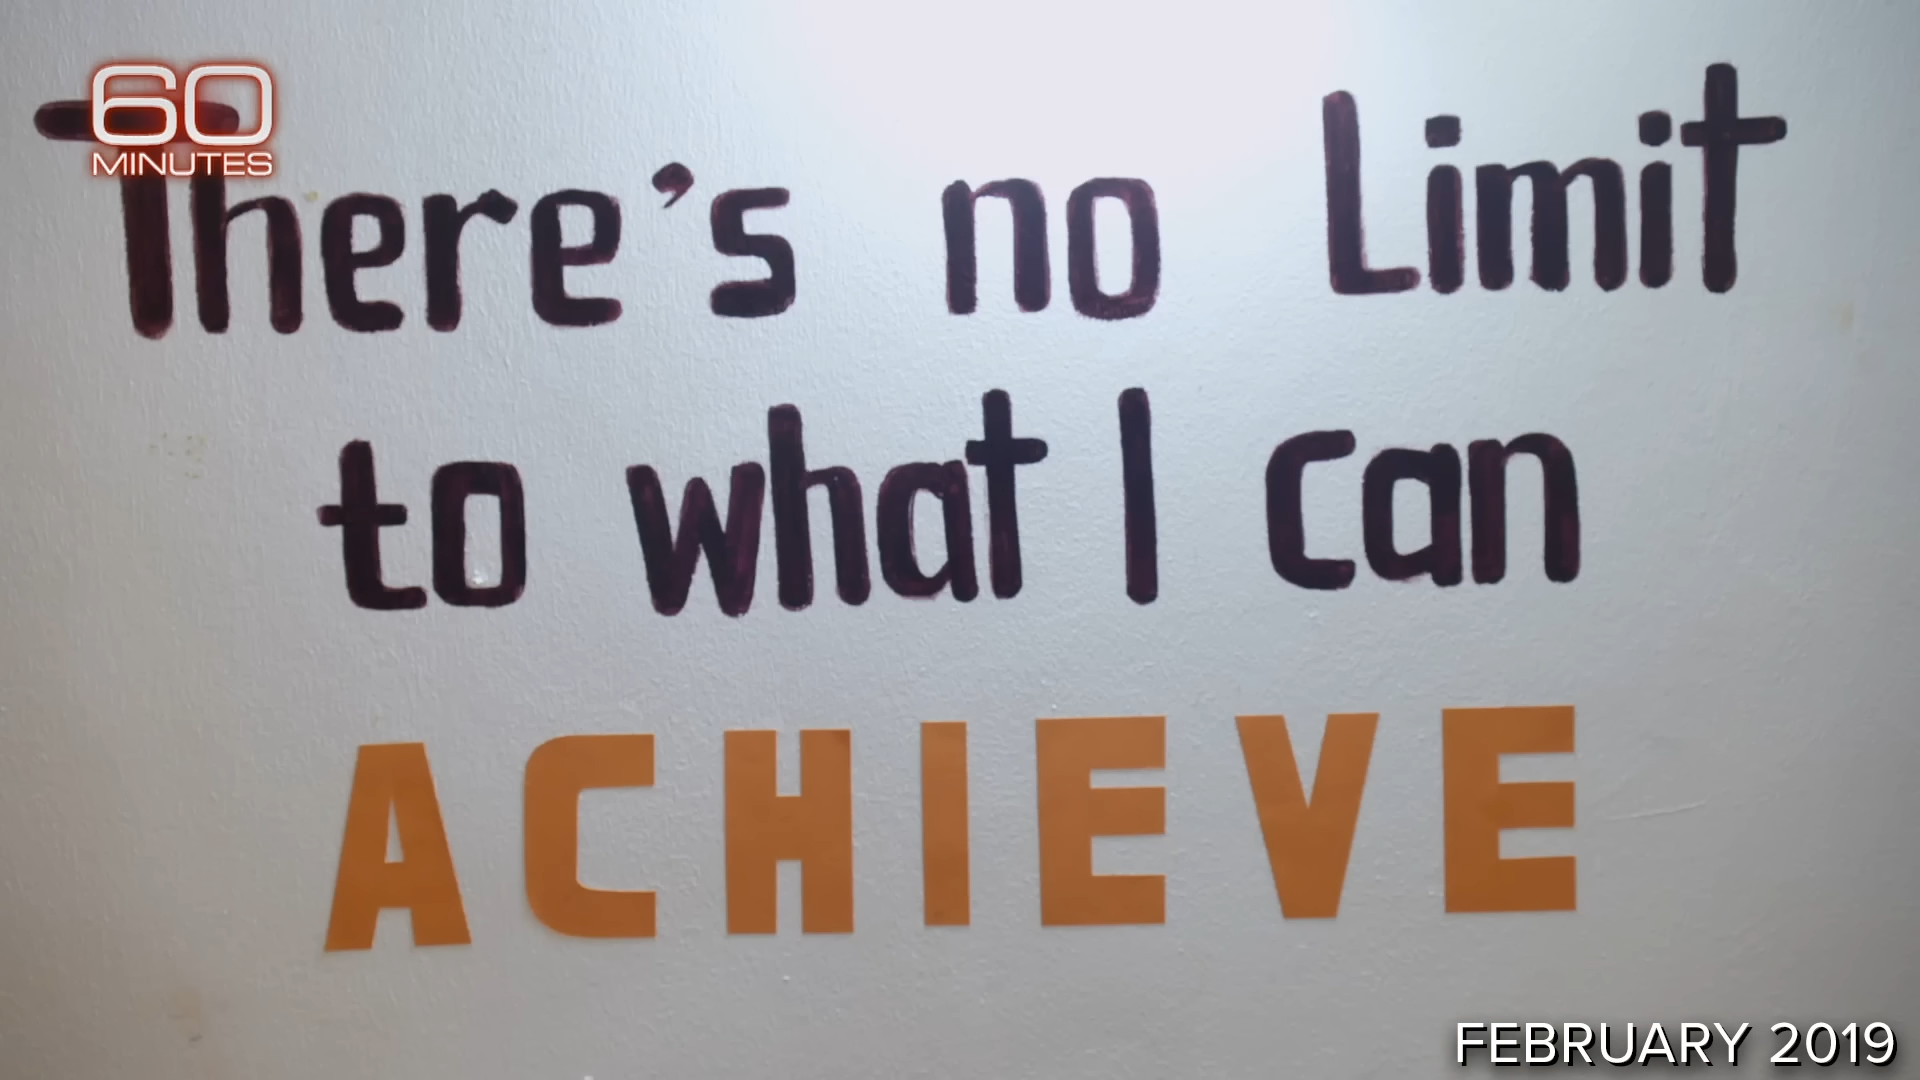 60
MINUTES
There's no Limit
to what I can
ACHIEVE
FEBRUARY 2019